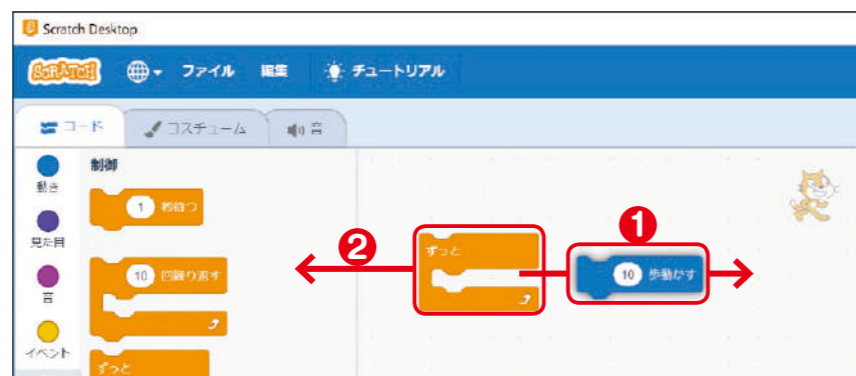 Scratch Desktop
SCRATCH ファイル 編集 チュートリアル
コード コスチューム 音
動き
見た目
音
イベント
制御
1 秒待つ
10 回繰り返す
ずっと
❷
ずっと
❶
10 歩動かす